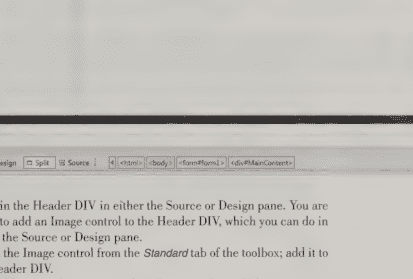 esign Split Source <html> <body> <form#form1> <div#MainContent>
in the Header DIV in either the Source or Design pane. You are
to add an Image control to the Header DIV, which you can do in
the Source or Design pane.
the Image control from the Standard tab of the toolbox; add it to
eader DIV.